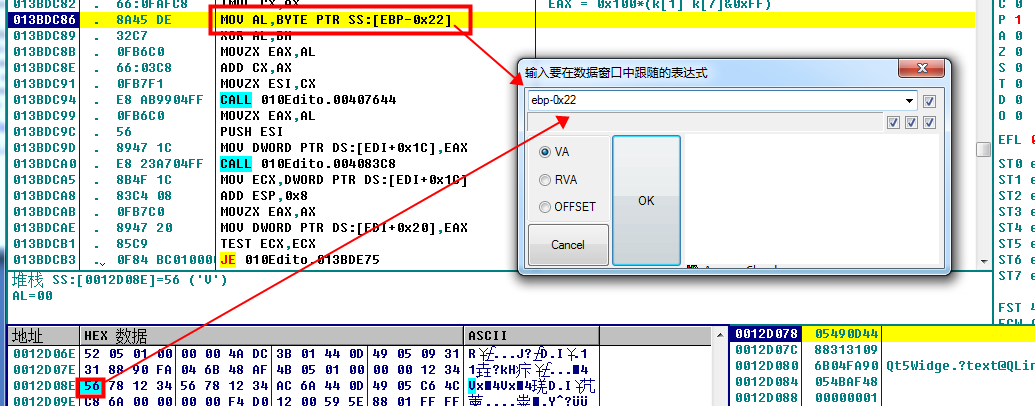 013BDC82 . 66:0FAFC8 IMUL CX,AX EAX = 0x100*(k[1]^k[7]&0xFF)
013BDC86 . 8A45 DE MOV AL,BYTE PTR SS:[EBP-0x22]
013BDC89 . 32C7 XOR AL,BH
013BDC8B . 0FB6C0 MOVZX EAX,AL
013BDC8E . 66:03C8 ADD CX,AX
013BDC91 . 0FB7F1 MOVZX ESI,CX
013BDC94 . E8 AB9904FF CALL 010Edito.00407644
013BDC99 . 0FB6C0 MOVZX EAX,AL
013BDC9C . 56 PUSH ESI
013BDC9D . 8947 1C MOV DWORD PTR DS:[EDI+0x1C],EAX
013BDCA0 . E8 23A704FF CALL 010Edito.004083C8
013BDCA5 . 8B4F 1C MOV ECX,DWORD PTR DS:[EDI+0x1C]
013BDCA8 . 83C4 08 ADD ESP,0x8
013BDCAB . 0FB7C0 MOVZX EAX,AX
013BDCAE . 8947 20 MOV DWORD PTR DS:[EDI+0x20],EAX
013BDCB1 . 85C9 TEST ECX,ECX
013BDCB3 . 0F84 BC010000 JE 010Edito.013BDE75
输入要在数据窗口中跟随的表达式
ebp-0x22
VA
RVA
OFFSET
OK
Cancel
C 0
P 1
A 0
Z 0
S 0
T 0
D 0
O 0
EFL
ST0 e
ST1 e
ST2 e
ST3 e
ST4 e
ST5 e
ST6 e
ST7 e
FST
堆栈 SS:[0012D08E]=56 ('V')
AL=00
地址 HEX 数据 ASCII
0012D06E 52 05 01 00 00 00 4A DC 3B 01 44 0D 49 05 09 31
0012D07E 31 88 90 FA 04 6B 48 AF 4B 05 01 00 00 00 12 34
0012D08E 56 78 12 34 56 78 12 34 AC 6A 44 0D 49 05 C6 4C
0012D09E C8 6A 00 00 00 F4 D0 12 00 59 5E 88 01 FF FF
0012D078 05490D44
0012D07C 88313109
0012D080 6B04FA90 Qt5Widge.?text@QLin
0012D084 054BAF48
0012D088 00000001